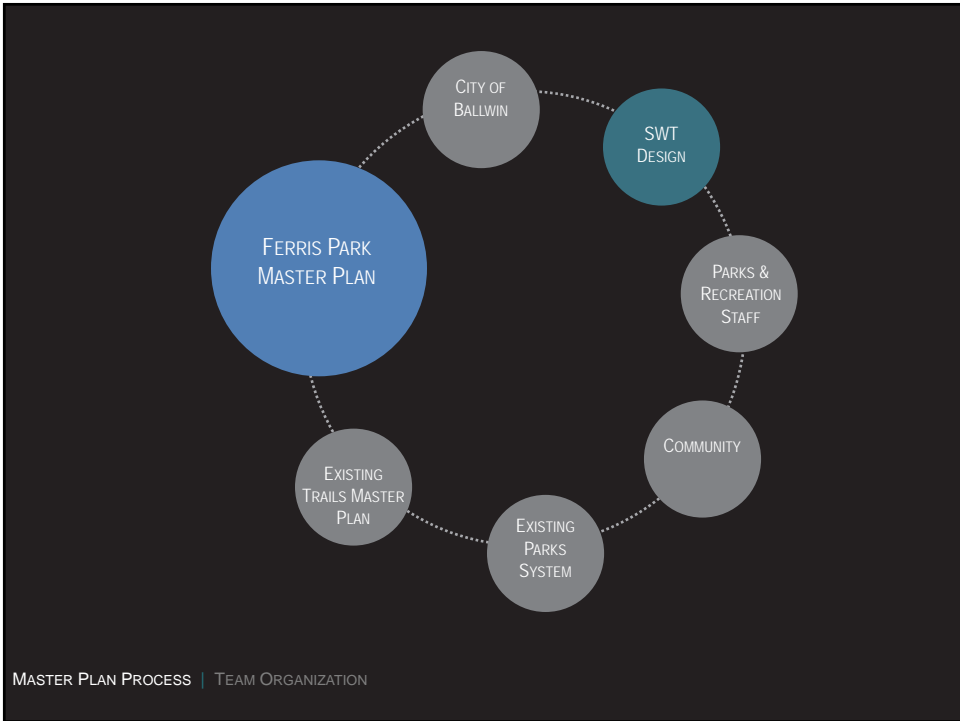 CITY OF
BALLWIN
SWT
DESIGN
FERRIS PARK
MASTER PLAN
PARKS &
RECREATION
STAFF
COMMUNITY
EXISTING
TRAILS MASTER
PLAN
EXISTING
PARKS
SYSTEM
MASTER PLAN PROCESS | TEAM ORGANIZATION